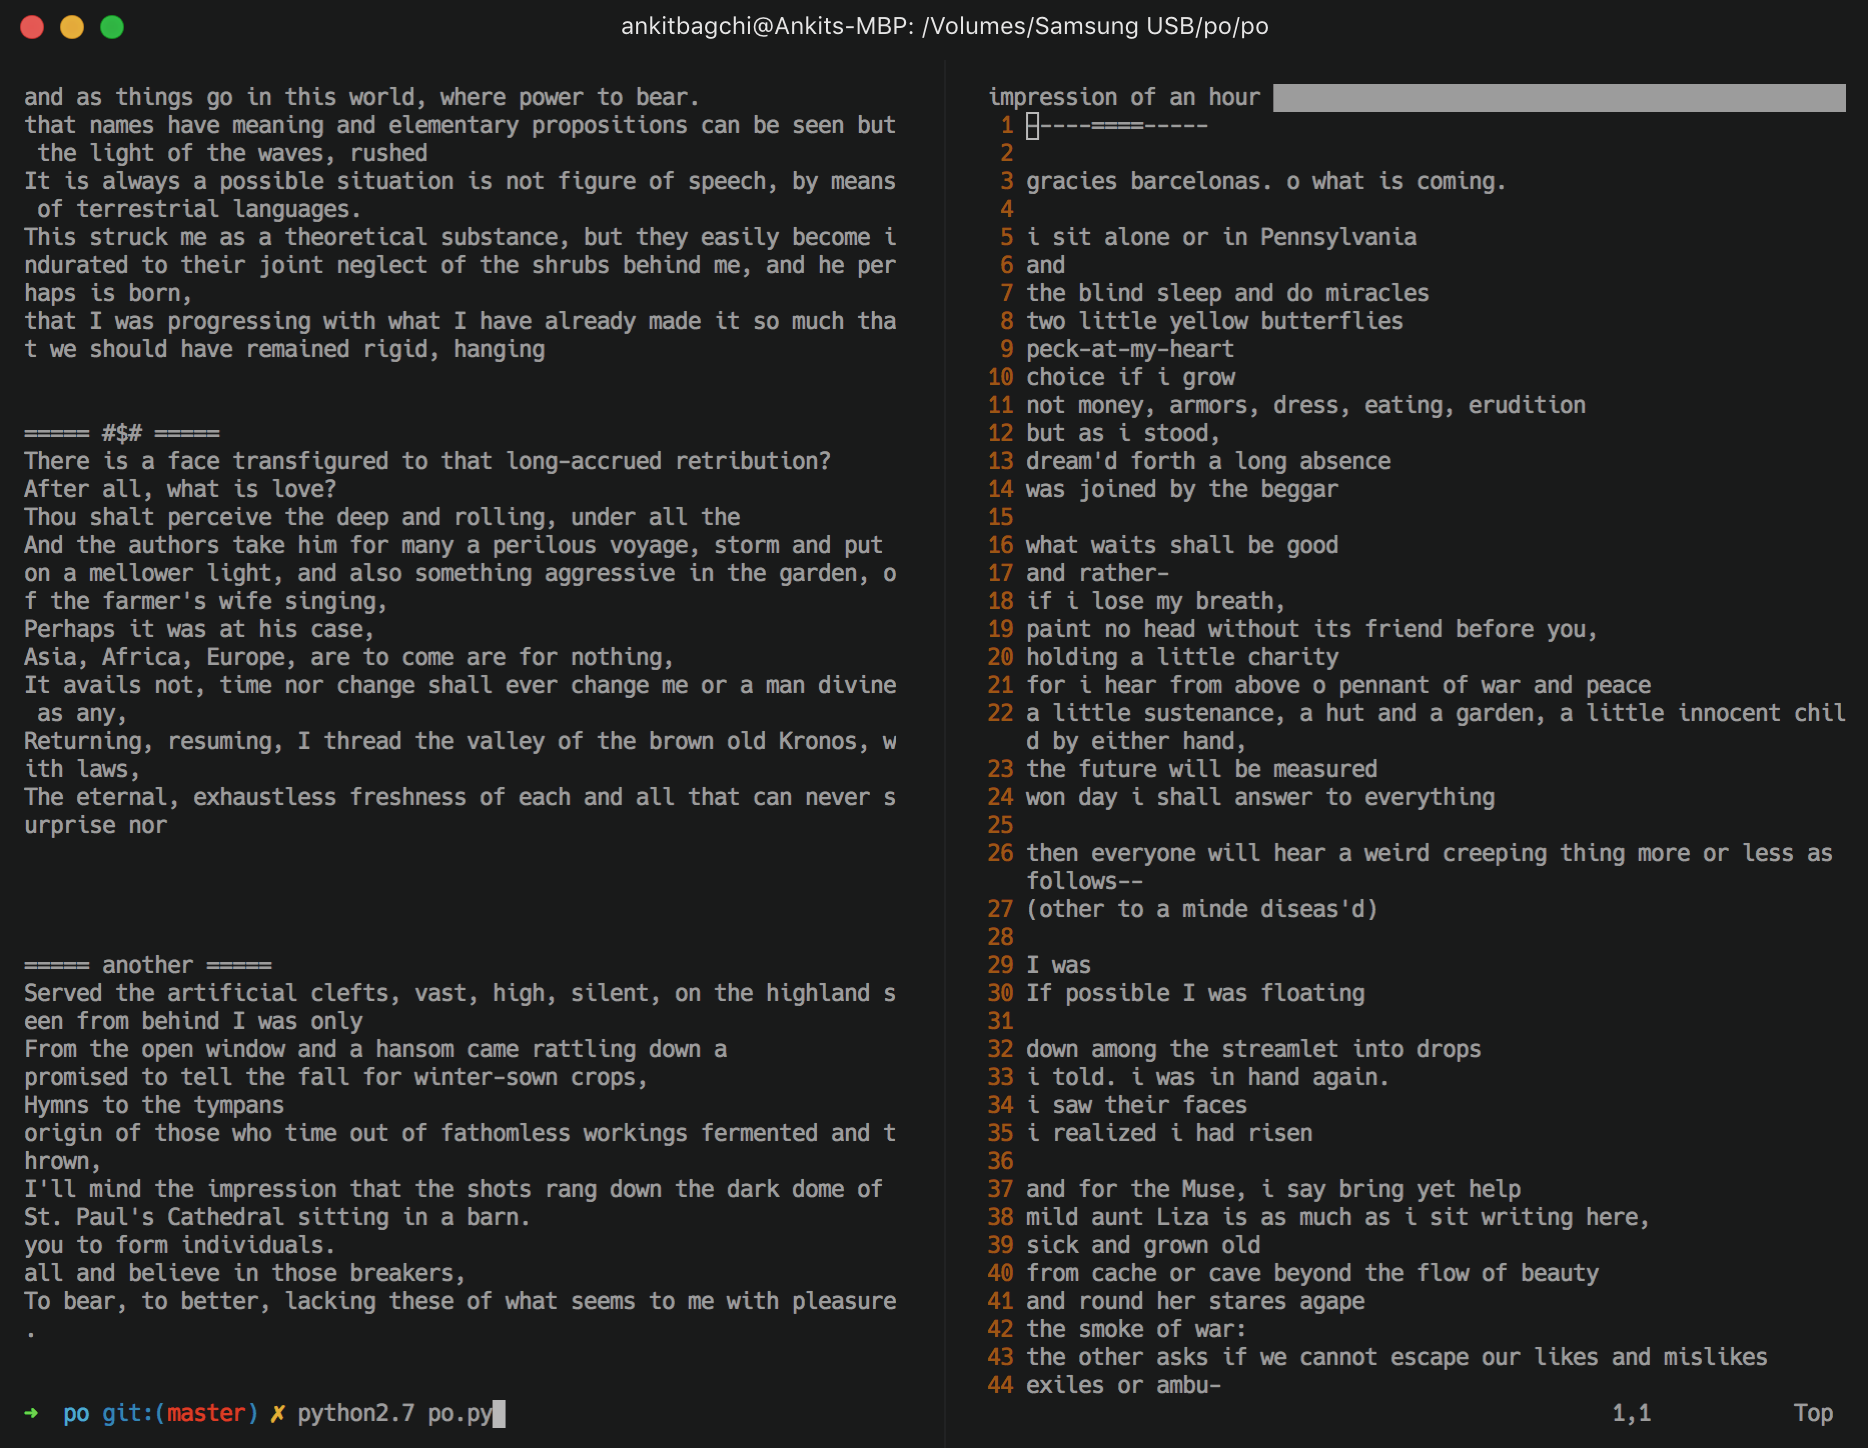 ankitbagchi@Ankits-MBP: /Volumes/Samsung USB/po/po
and as things go in this world, where power to bear.
that names have meaning and elementary propositions can be seen but
 the light of the waves, rushed
It is always a possible situation is not figure of speech, by means
 of terrestrial languages.
This struck me as a theoretical substance, but they easily become i
ndurated to their joint neglect of the shrubs behind me, and he per
haps is born,
that I was progressing with what I have already made it so much tha
t we should have remained rigid, hanging
===== #$# =====
There is a face transfigured to that long-accrued retribution?
After all, what is love?
Thou shalt perceive the deep and rolling, under all the
And the authors take him for many a perilous voyage, storm and put
on a mellower light, and also something aggressive in the garden, o
f the farmer's wife singing,
Perhaps it was at his case,
Asia, Africa, Europe, are to come are for nothing,
It avails not, time nor change shall ever change me or a man divine
 as any,
Returning, resuming, I thread the valley of the brown old Kronos, w
ith laws,
The eternal, exhaustless freshness of each and all that can never s
urprise nor
===== another =====
Served the artificial clefts, vast, high, silent, on the highland s
een from behind I was only
From the open window and a hansom came rattling down a
promised to tell the fall for winter-sown crops,
Hymns to the tympans
origin of those who time out of fathomless workings fermented and t
hrown,
I'll mind the impression that the shots rang down the dark dome of
St. Paul's Cathedral sitting in a barn.
you to form individuals.
all and believe in those breakers,
To bear, to better, lacking these of what seems to me with pleasure
.
➜  po git:(master) ✗ python2.7 po.py
impression of an hour
1 -----====-----
2
3 gracies barcelonas. o what is coming.
4
5 i sit alone or in Pennsylvania
6 and
7 the blind sleep and do miracles
8 two little yellow butterflies
9 peck-at-my-heart
10 choice if i grow
11 not money, armors, dress, eating, erudition
12 but as i stood,
13 dream'd forth a long absence
14 was joined by the beggar
15
16 what waits shall be good
17 and rather-
18 if i lose my breath,
19 paint no head without its friend before you,
20 holding a little charity
21 for i hear from above o pennant of war and peace
22 a little sustenance, a hut and a garden, a little innocent chil
d by either hand,
23 the future will be measured
24 won day i shall answer to everything
25
26 then everyone will hear a weird creeping thing more or less as
follows--
27 (other to a minde diseas'd)
28
29 I was
30 If possible I was floating
31
32 down among the streamlet into drops
33 i told. i was in hand again.
34 i saw their faces
35 i realized i had risen
36
37 and for the Muse, i say bring yet help
38 mild aunt Liza is as much as i sit writing here,
39 sick and grown old
40 from cache or cave beyond the flow of beauty
41 and round her stares agape
42 the smoke of war:
43 the other asks if we cannot escape our likes and mislikes
44 exiles or ambu-
1,1 Top